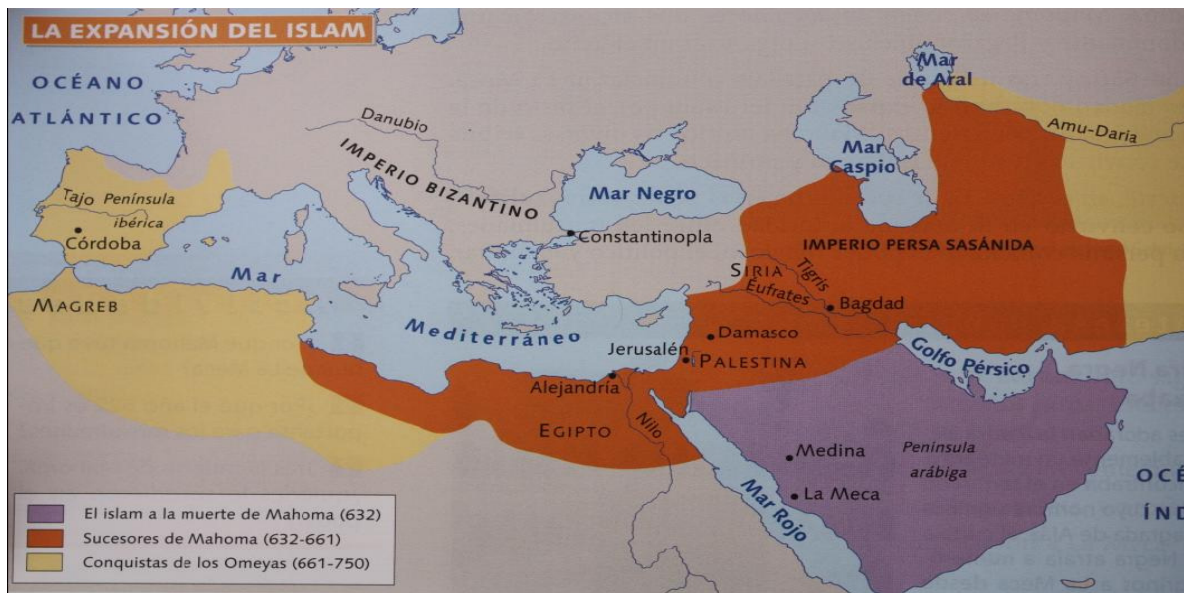 LA EXPANSIÓN DEL ISLAM
OCÉANO
ATLÁNTICO
Danubio
IMPERIO BIZANTINO
Mar Negro
Mar
Caspio
Mar
de Aral
Amu-Daria
Tajo
Península
ibérica
Córdoba
Constantinopla
IMPERIO PERSA SASÁNIDA
MAGREB
Mar
Mediterráneo
SIRIA
Tigris
Eufrates
Bagdad
Damasco
Jerusalén
PALESTINA
Golfo Pérsico
Alejandría
EGIPTO
Nilo
Medina
La Meca
Península
arábiga
Mar Rojo
OCÉ
ÍND
El islam a la muerte de Mahoma (632)
Sucesores de Mahoma (632-661)
Conquistas de los Omeyas (661-750)